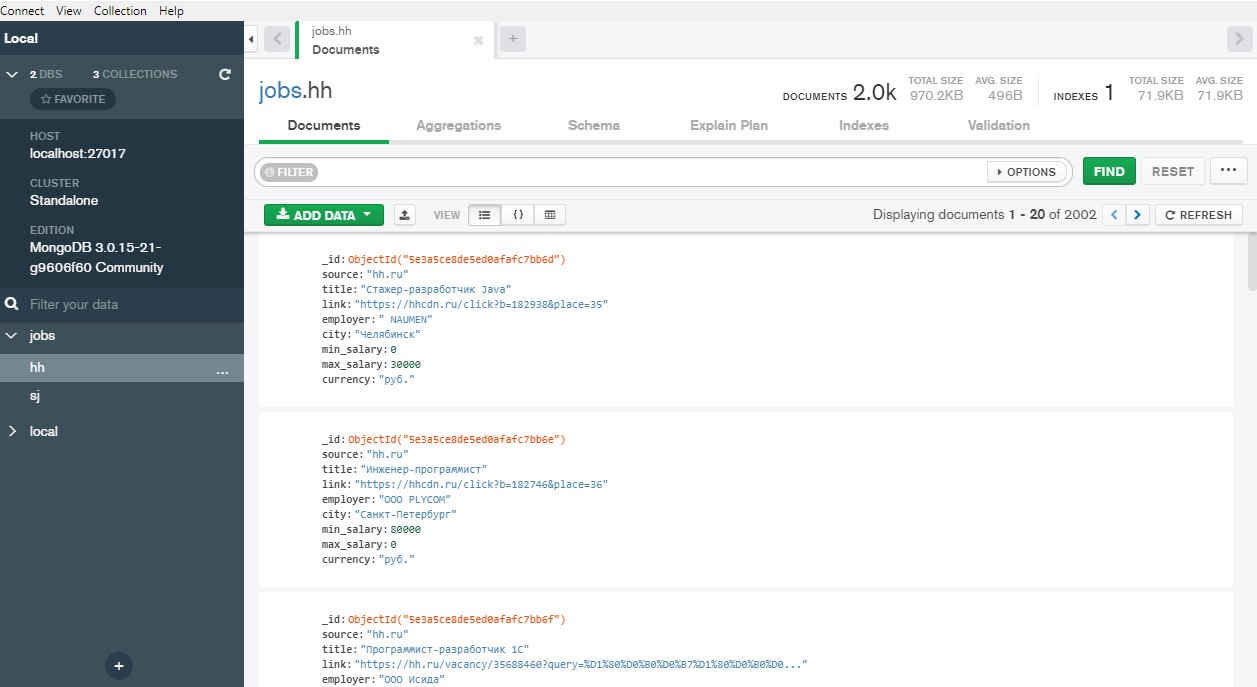 Connect View Collection Help
Local
2 DBS 3 COLLECTIONS
FAVORITE
HOST
localhost:27017
CLUSTER
Standalone
EDITION
MongoDB 3.0.15-21-
g9606f60 Community
Filter your data
jobs
hh ...
sj
local
+
jobs.hh
Documents
+
jobs.hh
DOCUMENTS 2.0k
TOTAL SIZE AVG. SIZE
970.2KB 496B
INDEXES 1
TOTAL SIZE AVG. SIZE
71.9KB 71.9KB
Documents Aggregations Schema Explain Plan Indexes Validation
FILTER OPTIONS FIND RESET ...
ADD DATA VIEW {} Displaying documents 1 - 20 of 2002 < > REFRESH
_id: ObjectId("5e3a5ce8de5ed0afafc7bb6d")
source: "hh.ru"
title: "Стажер-разработчик Java"
link: "https://hhcdn.ru/click?b=182938&place=35"
employer: " NAUMEN"
city: "Челябинск"
min_salary: 0
max_salary: 30000
currency: "руб."
_id: ObjectId("5e3a5ce8de5ed0afafc7bb6e")
source: "hh.ru"
title: "Инженер-программист"
link: "https://hhcdn.ru/click?b=182746&place=36"
employer: "ООО PLYCOM"
city: "Санкт-Петербург"
min_salary: 80000
max_salary: 0
currency: "руб."
_id: ObjectId("5e3a5ce8de5ed0afafc7bb6f")
source: "hh.ru"
title: "Программист-разработчик 1С"
link: "https://hh.ru/vacancy/35688460?query=%D1%80%D0%B0%D0%B7%D1%80%D0%B0%D0..."
employer: "ООО Исида"